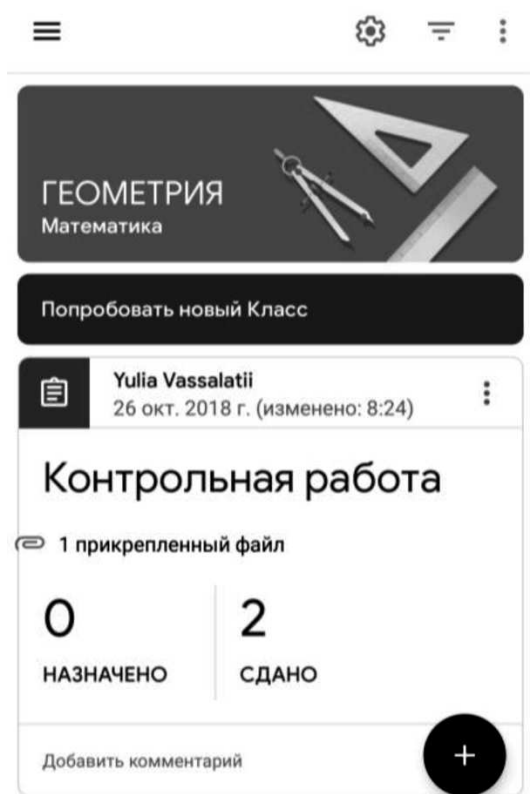 ГЕОМЕТРИЯ
Математика
Попробовать новый Класс
Yulia Vassalatii
26 окт. 2018 г. (изменено: 8:24)
Контрольная работа
1 прикрепленный файл
0
НАЗНАЧЕНО
2
СДАНО
Добавить комментарий